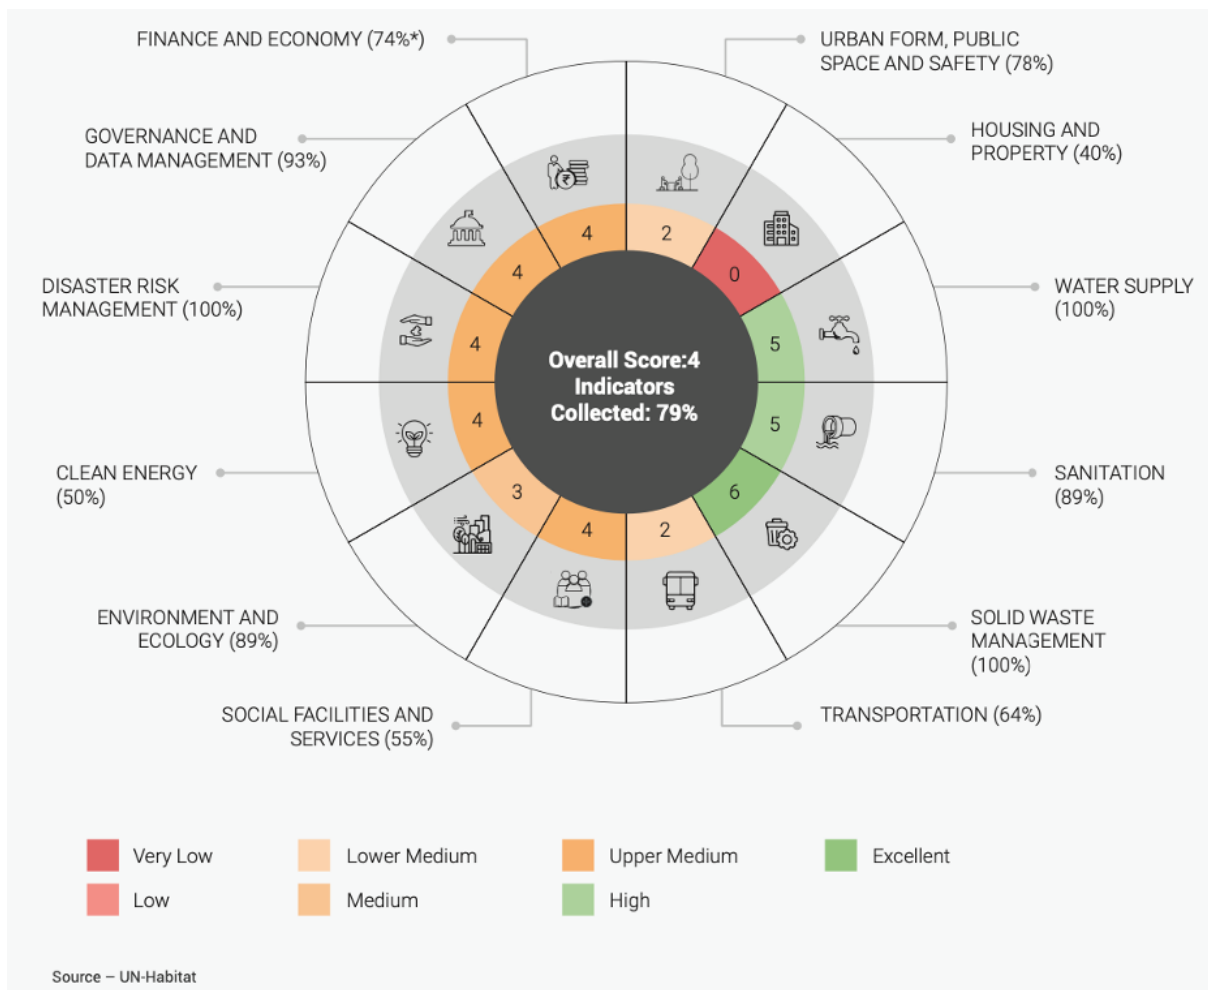 FINANCE AND ECONOMY (74%*)
URBAN FORM, PUBLIC
SPACE AND SAFETY (78%)
GOVERNANCE AND
DATA MANAGEMENT (93%)
HOUSING AND
PROPERTY (40%)
DISASTER RISK
MANAGEMENT (100%)
WATER SUPPLY
(100%)
CLEAN ENERGY
(50%)
SANITATION
(89%)
ENVIRONMENT AND
ECOLOGY (89%)
SOLID WASTE
MANAGEMENT
(100%)
SOCIAL FACILITIES AND
SERVICES (55%)
TRANSPORTATION (64%)
₹
4
2
4
0
4
5
4
5
3
6
4
2
Overall Score:4
Indicators
Collected: 79%
Very Low
Lower Medium
Upper Medium
Excellent
Low
Medium
High
Source – UN-Habitat